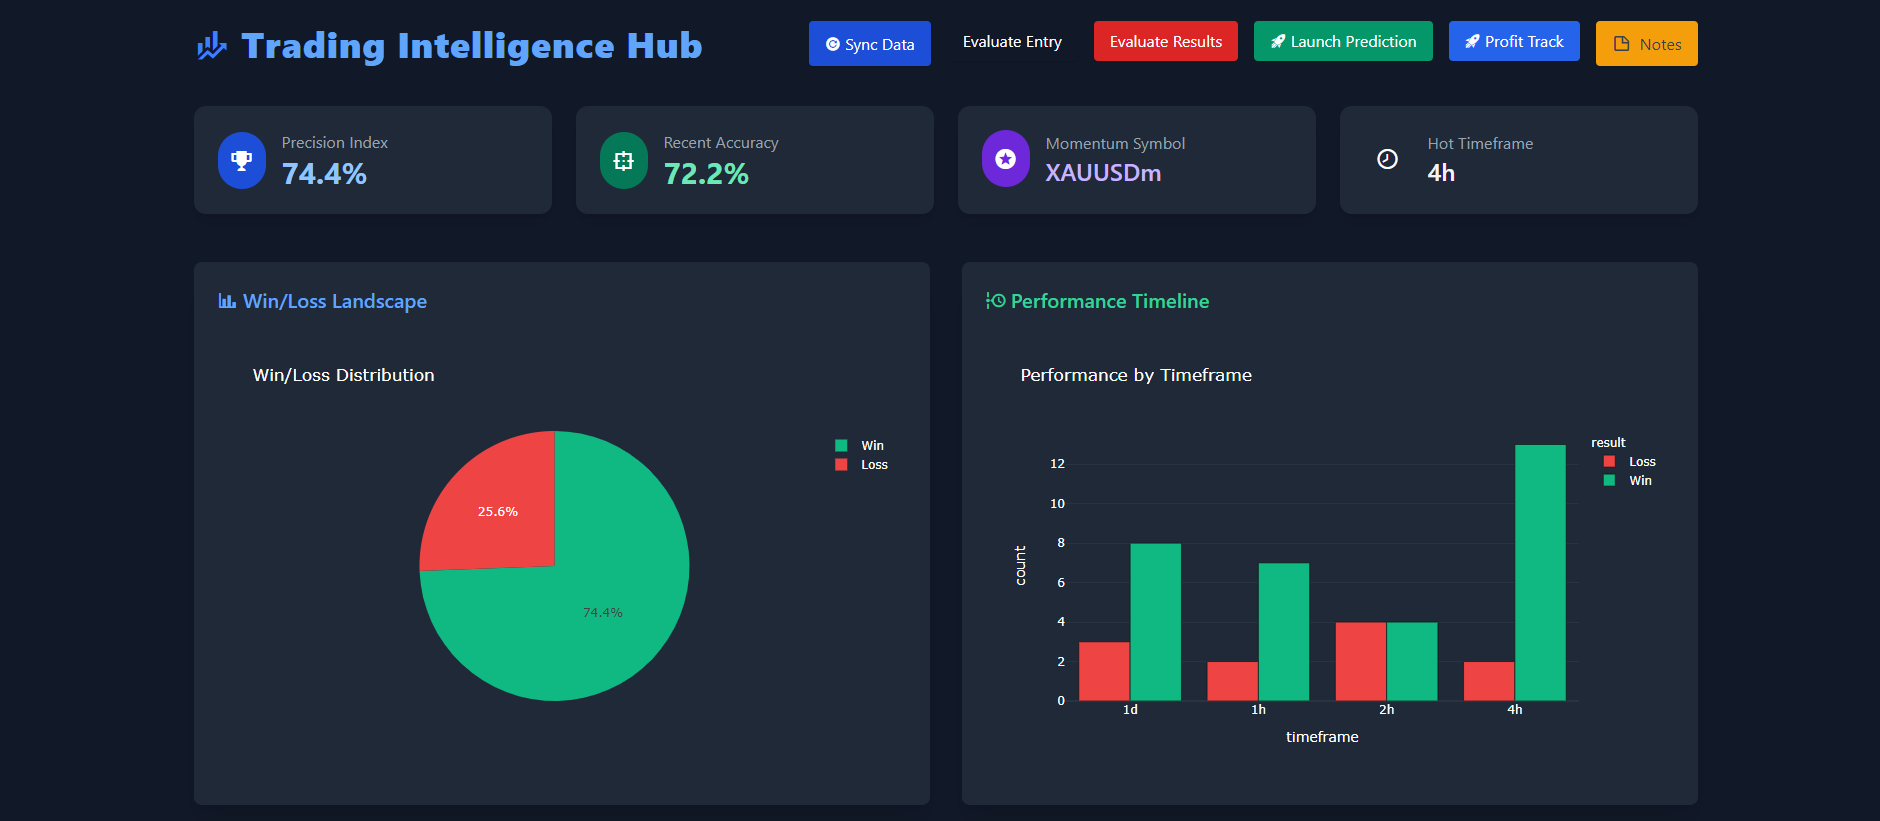 Trading Intelligence Hub
Sync Data
Evaluate Entry
Evaluate Results
Launch Prediction
Profit Track
Notes
Precision Index
74.4%
Recent Accuracy
72.2%
Momentum Symbol
XAUUSDm
Hot Timeframe
4h
Win/Loss Landscape
Win/Loss Distribution
Win
Loss
25.6%
74.4%
Performance Timeline
Performance by Timeframe
result
Loss
Win
12
10
8
6
4
2
0
count
1d
1h
2h
4h
timeframe